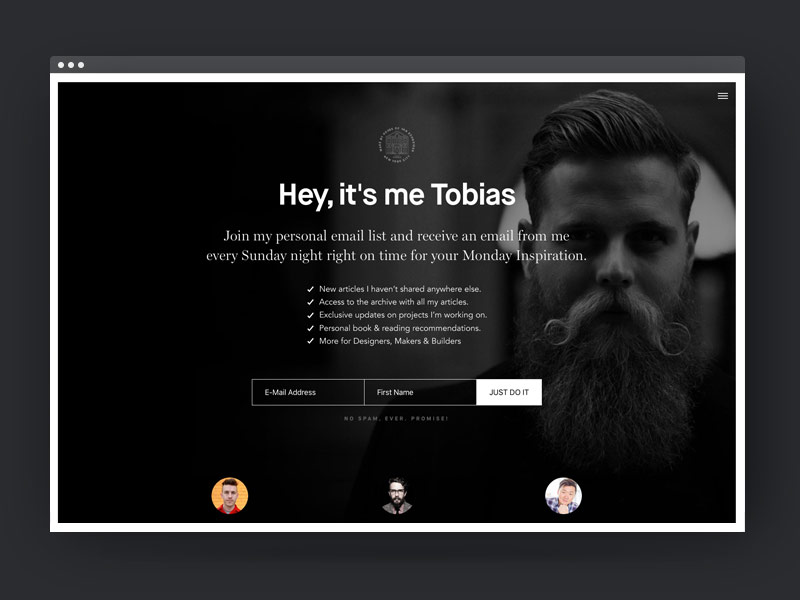 Hey, it's me Tobias
Join my personal email list and receive an email from me
every Sunday night right on time for your Monday Inspiration.
New articles I haven't shared anywhere else.
Access to the archive with all my articles.
Exclusive updates on projects I'm working on.
Personal book & reading recommendations.
More for Designers, Makers & Builders
E-Mail Address
First Name
JUST DO IT
NO SPAM, EVER. PROMISE!